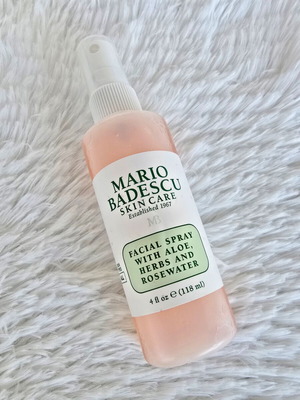 MARIO
BADESCU
SKIN CARE
Established 1967
FACIAL SPRAY
WITH ALOE,
HERBS AND
ROSEWATER
4 fl oz ℮ (118 ml)